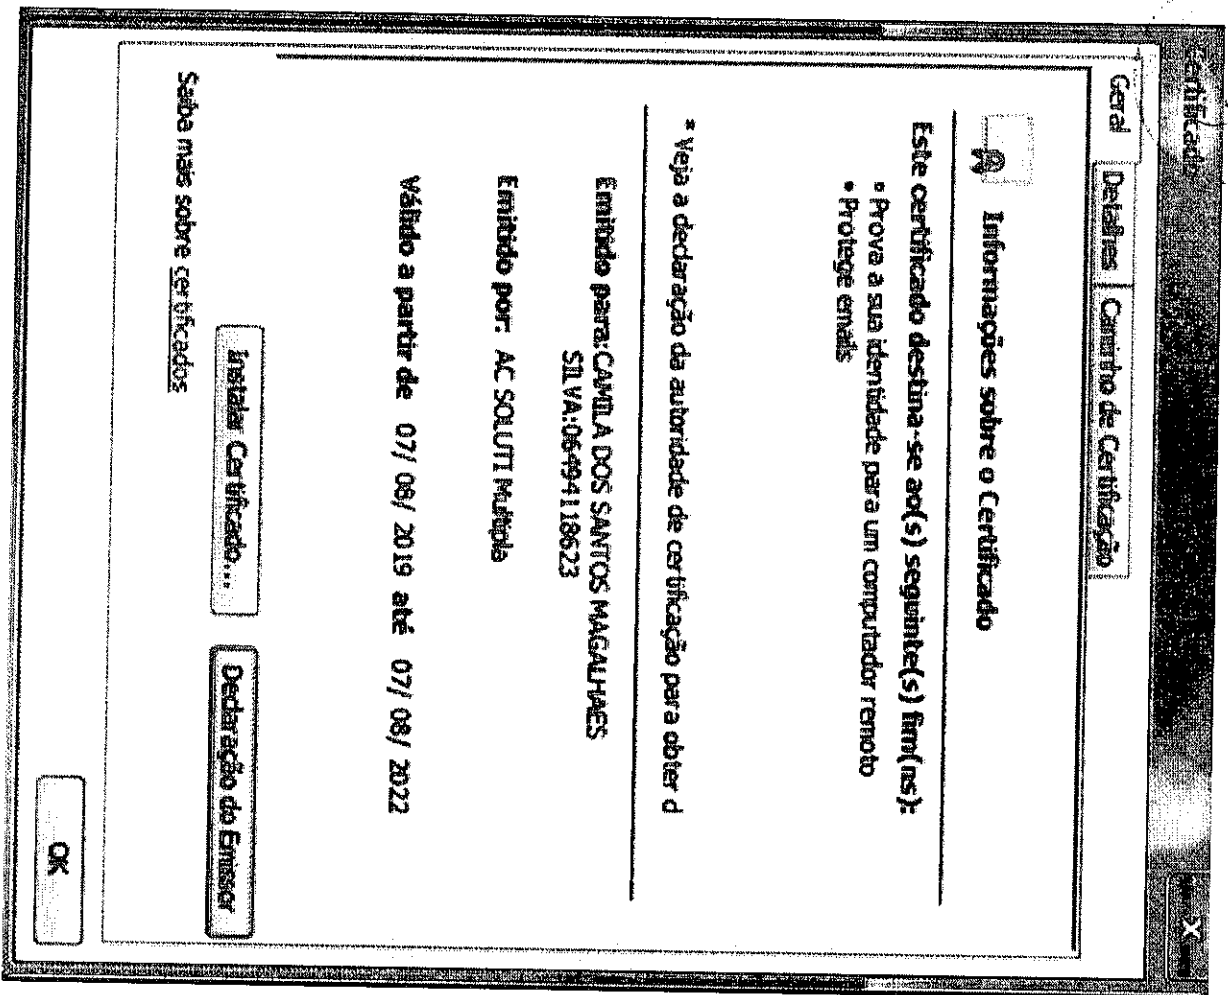 Certificado
Geral Detalhes Caminho de Certificação
Informações sobre o Certificado
Este certificado destina-se ao(s) seguinte(s) fim(ns):
• Prova a sua identidade para um computador remoto
• Protege emails
* Veja a declaração da autoridade de certificação para obter d
Emitido para: CAMILA DOS SANTOS MAGALHAES
SILVA:06494118623
Emitido por: AC SOLUTI Multipla
Válido a partir de 07/ 08/ 2019 até 07/ 08/ 2022
Instalar Certificado... Declaração do Emissor
Saiba mais sobre certificados
OK